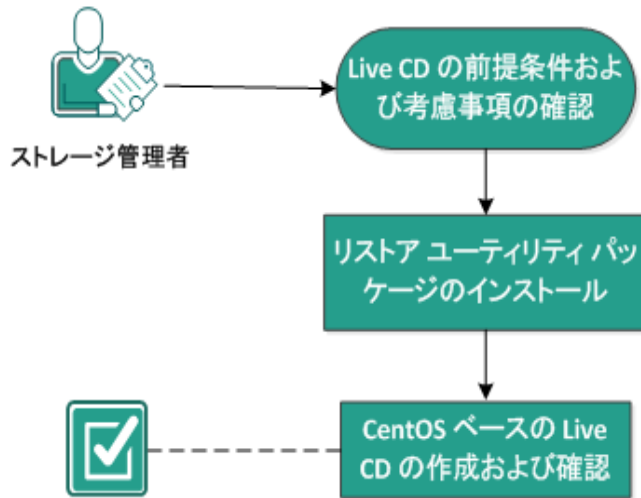 Live CD の前提条件およ
び考慮事項の確認
ストレージ管理者
リストア ユーティリティ パッ
ケージのインストール
CentOS ベースの Live
CD の作成および確認